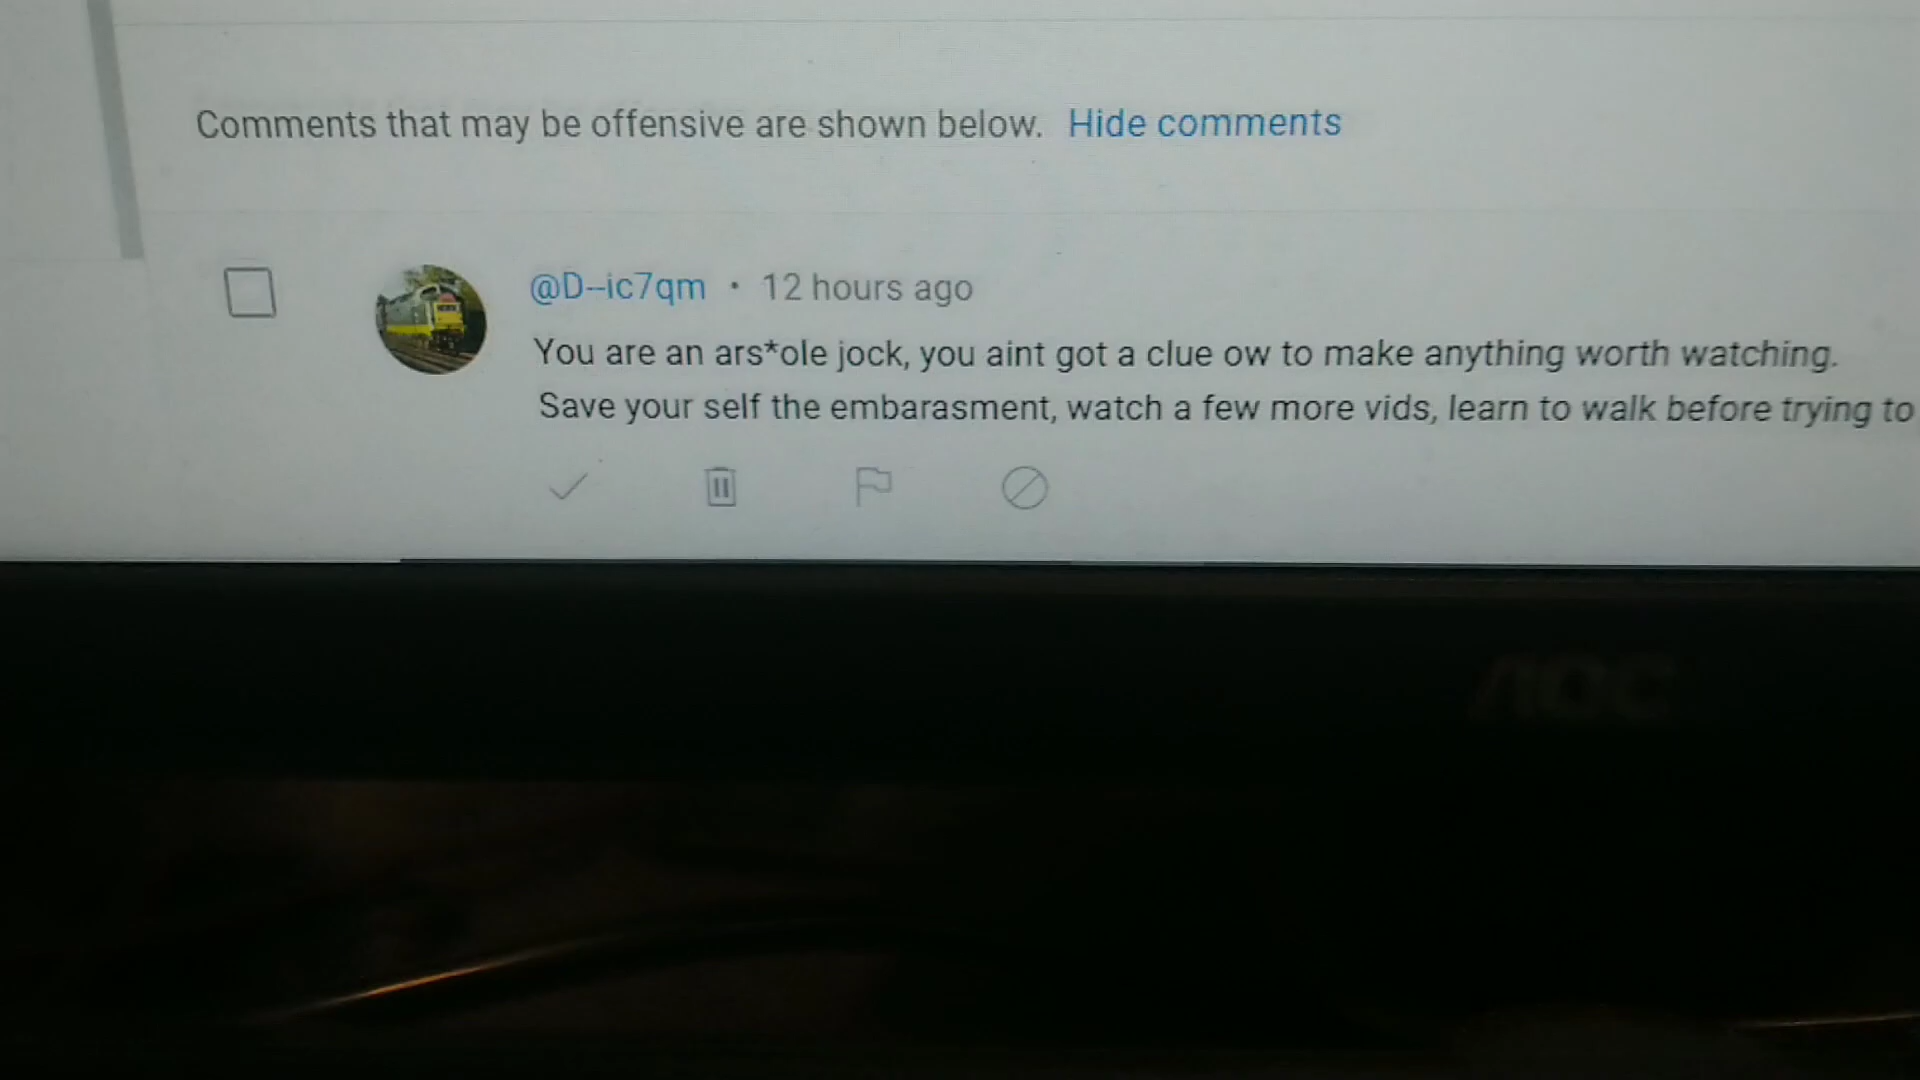 Comments that may be offensive are shown below. Hide comments
@D--ic7qm • 12 hours ago
You are an ars*ole jock, you aint got a clue ow to make anything worth watching.
Save your self the embarasment, watch a few more vids, learn to walk before trying to
AOC